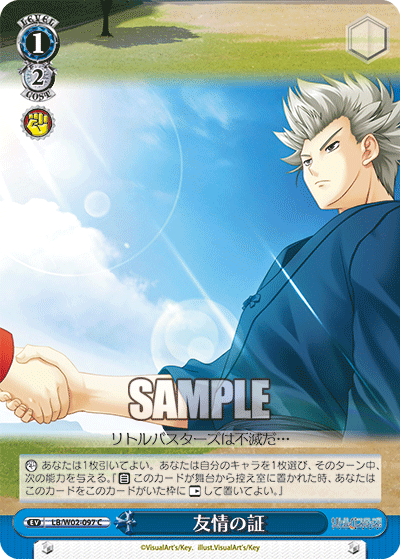 LEVEL
1
2
COST
SAMPLE
リトルバスターズは不滅だ…
あなたは1枚引いてよい。あなたは自分のキャラを1枚選び、そのターン中、
次の能力を与える。『【自】 このカードが舞台から控え室に置かれた時、あなたは
このカードをこのカードがいた枠に して置いてよい。』
EV LB/W02-097 C
友情の証
©VisualArt's/Key. illust.VisualArt's/Key.